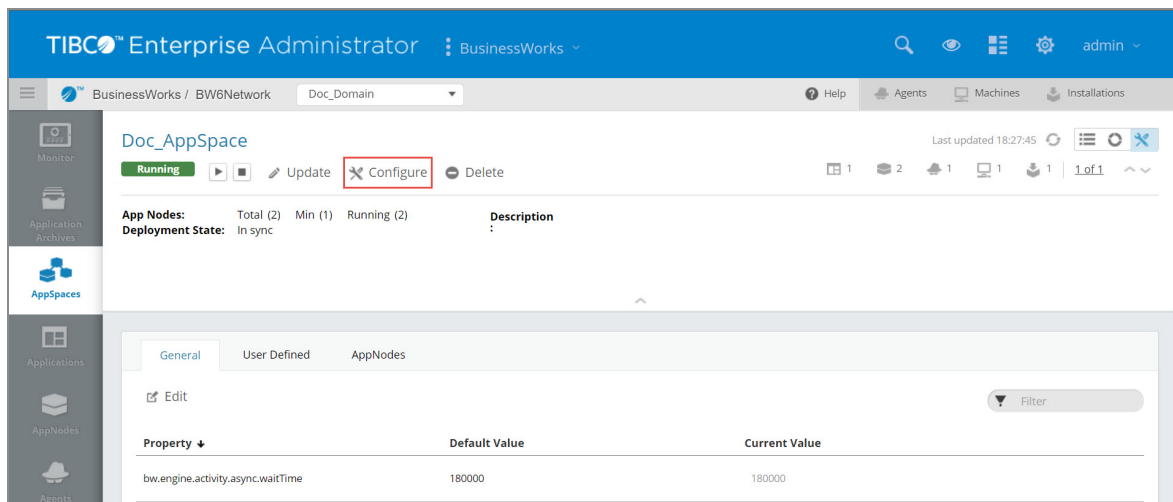 TIBCO™ Enterprise Administrator BusinessWorks admin
BusinessWorks / BW6Network Doc_Domain Help Agents Machines Installations
Monitor
Application
Archives
AppSpaces
Applications
AppNodes
Agents
Doc_AppSpace Last updated 18:27:45
Running Update Configure Delete 1 2 1 1 1 1 of 1
App Nodes: Total (2) Min (1) Running (2) Description
Deployment State: In sync :
General User Defined AppNodes
Edit Filter
Property Default Value Current Value
bw.engine.activity.async.waitTime 180000 180000